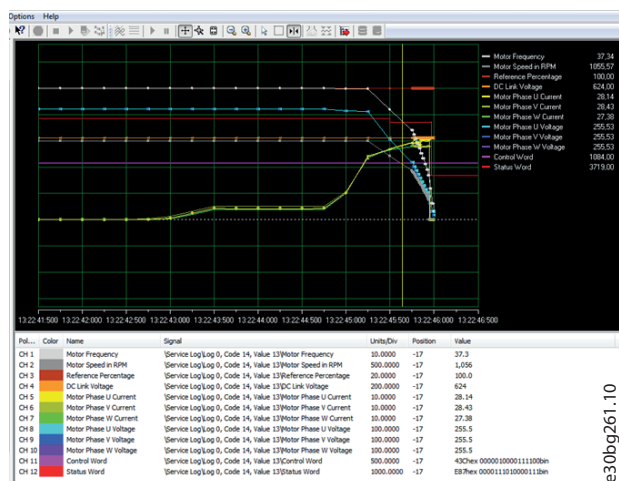 Options Help
Motor Frequency 37,34
Motor Speed in RPM 1055,57
Reference Percentage 100,00
DC Link Voltage 624,00
Motor Phase U Current 28,14
Motor Phase V Current 28,43
Motor Phase W Current 27,38
Motor Phase U Voltage 255,53
Motor Phase V Voltage 255,53
Motor Phase W Voltage 255,53
Control Word 1084,00
Status Word 3719,00
13:22:41 500 13:22:42 000 13:22:42 500 13:22:43 000 13:22:43 500 13:22:44 000 13:22:44 500 13:22:45 000 13:22:45 500 13:22:46 000 13:22:46 500
Pol... Color Name Signal Units/Div Position Value
CH 1 Motor Frequency \Service Log\Log 0, Code 14, Value 13\Motor Frequency 10.0000 -17 37.3
CH 2 Motor Speed in RPM \Service Log\Log 0, Code 14, Value 13\Motor Speed in RPM 500.0000 -17 1,056
CH 3 Reference Percentage \Service Log\Log 0, Code 14, Value 13\Reference Percentage 20.0000 -17 100.0
CH 4 DC Link Voltage \Service Log\Log 0, Code 14, Value 13\DC Link Voltage 200.0000 -17 624
CH 5 Motor Phase U Current \Service Log\Log 0, Code 14, Value 13\Motor Phase U Current 10.0000 -17 28.14
CH 6 Motor Phase V Current \Service Log\Log 0, Code 14, Value 13\Motor Phase V Current 10.0000 -17 28.43
CH 7 Motor Phase W Current \Service Log\Log 0, Code 14, Value 13\Motor Phase W Current 10.0000 -17 27.38
CH 8 Motor Phase U Voltage \Service Log\Log 0, Code 14, Value 13\Motor Phase U Voltage 100.0000 -17 255.5
CH 9 Motor Phase V Voltage \Service Log\Log 0, Code 14, Value 13\Motor Phase V Voltage 100.0000 -17 255.5
CH 10 Motor Phase W Voltage \Service Log\Log 0, Code 14, Value 13\Motor Phase W Voltage 100.0000 -17 255.5
CH 11 Control Word \Service Log\Log 0, Code 14, Value 13\Control Word 500.0000 -17 43Chex 0000010000111100bin
CH 12 Status Word \Service Log\Log 0, Code 14, Value 13\Status Word 1000.0000 -17 E87hex 0000111010000111bin
e30bg261.10